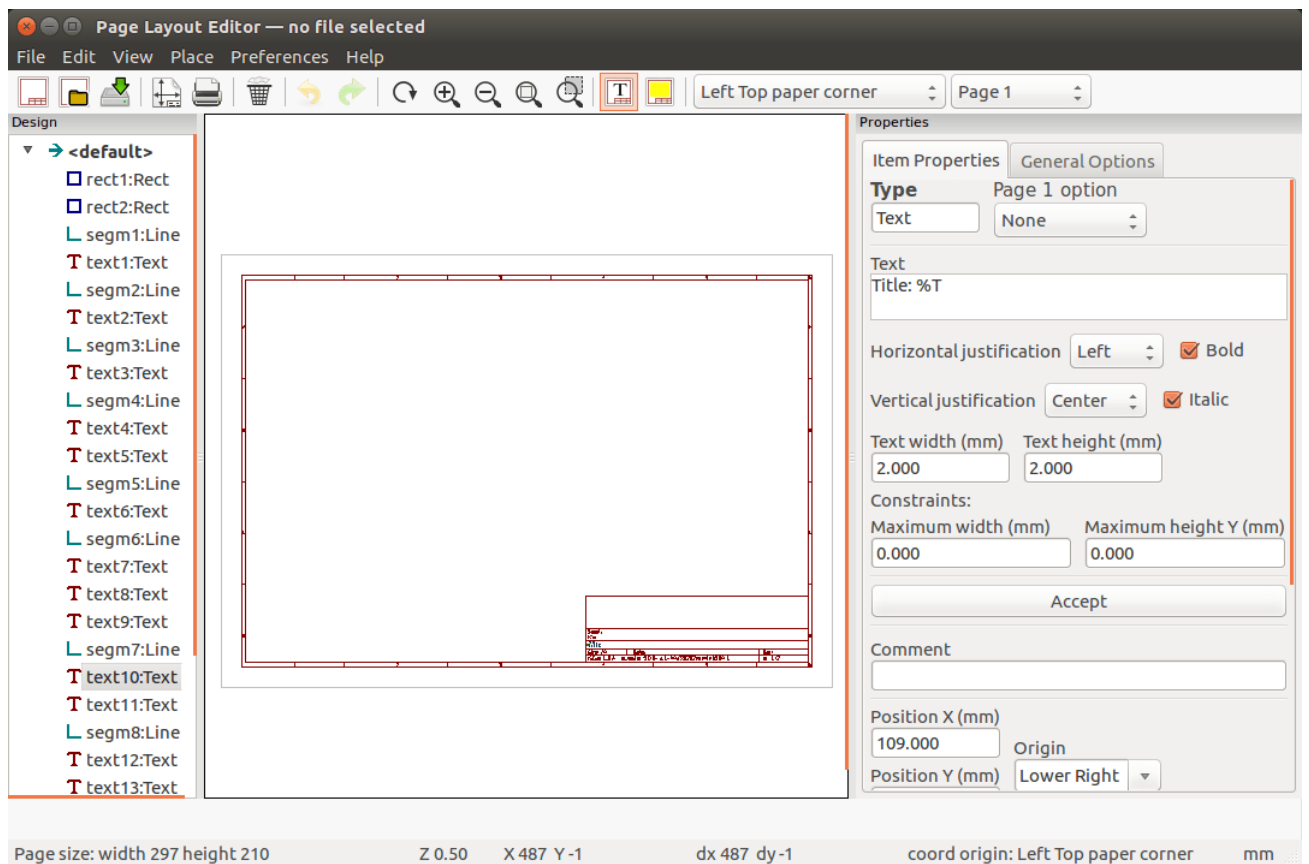 Page Layout Editor — no file selected
File Edit View Place Preferences Help
T Left Top paper corner Page 1
Design
Properties
<default>
rect1:Rect
rect2:Rect
segm1:Line
T text1:Text
segm2:Line
T text2:Text
segm3:Line
T text3:Text
segm4:Line
T text4:Text
T text5:Text
segm5:Line
T text6:Text
segm6:Line
T text7:Text
T text8:Text
T text9:Text
segm7:Line
T text10:Text
T text11:Text
segm8:Line
T text12:Text
T text13:Text
Item Properties General Options
Type Page 1 option
Text None
Text
Title: %T
Horizontal justification Left Bold
Vertical justification Center Italic
Text width (mm) Text height (mm)
2.000 2.000
Constraints:
Maximum width (mm) Maximum height Y (mm)
0.000 0.000
Accept
Comment
Position X (mm)
109.000 Origin
Position Y (mm) Lower Right
Page size: width 297 height 210 Z 0.50 X 487 Y -1 dx 487 dy -1 coord origin: Left Top paper corner mm